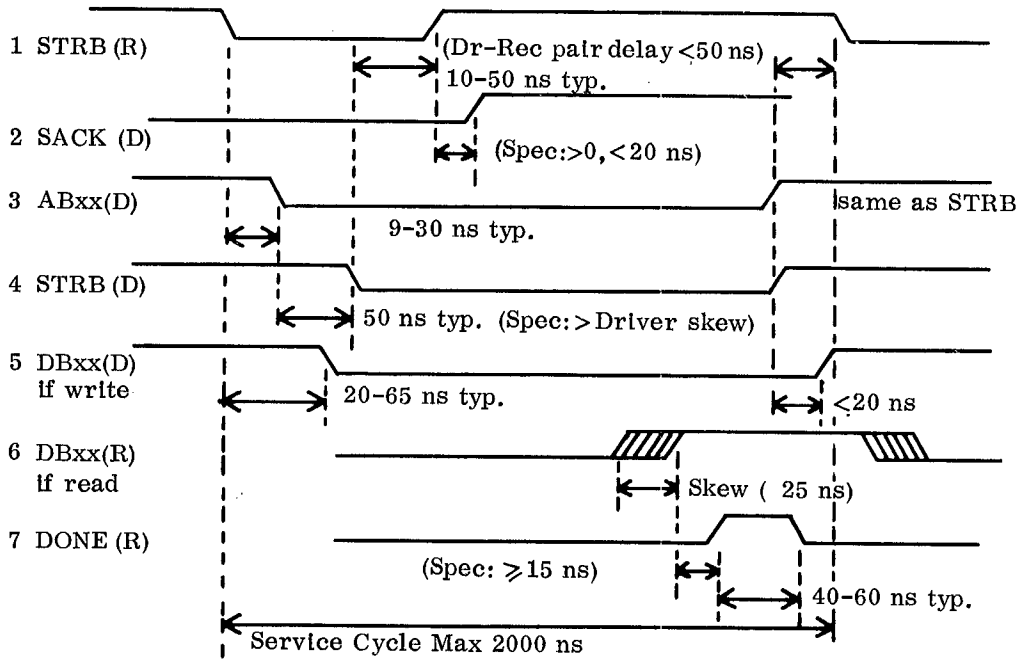 1 STRB (R)
(Dr-Rec pair delay <50 ns)
10-50 ns typ.
2 SACK (D)
(Spec:>0, <20 ns)
3 ABxx(D)
9-30 ns typ.
same as STRB
4 STRB (D)
50 ns typ. (Spec:>Driver skew)
5 DBxx(D)
if write
20-65 ns typ.
<20 ns
6 DBxx(R)
if read
Skew ( 25 ns)
7 DONE (R)
(Spec: ⩾15 ns)
40-60 ns typ.
Service Cycle Max 2000 ns